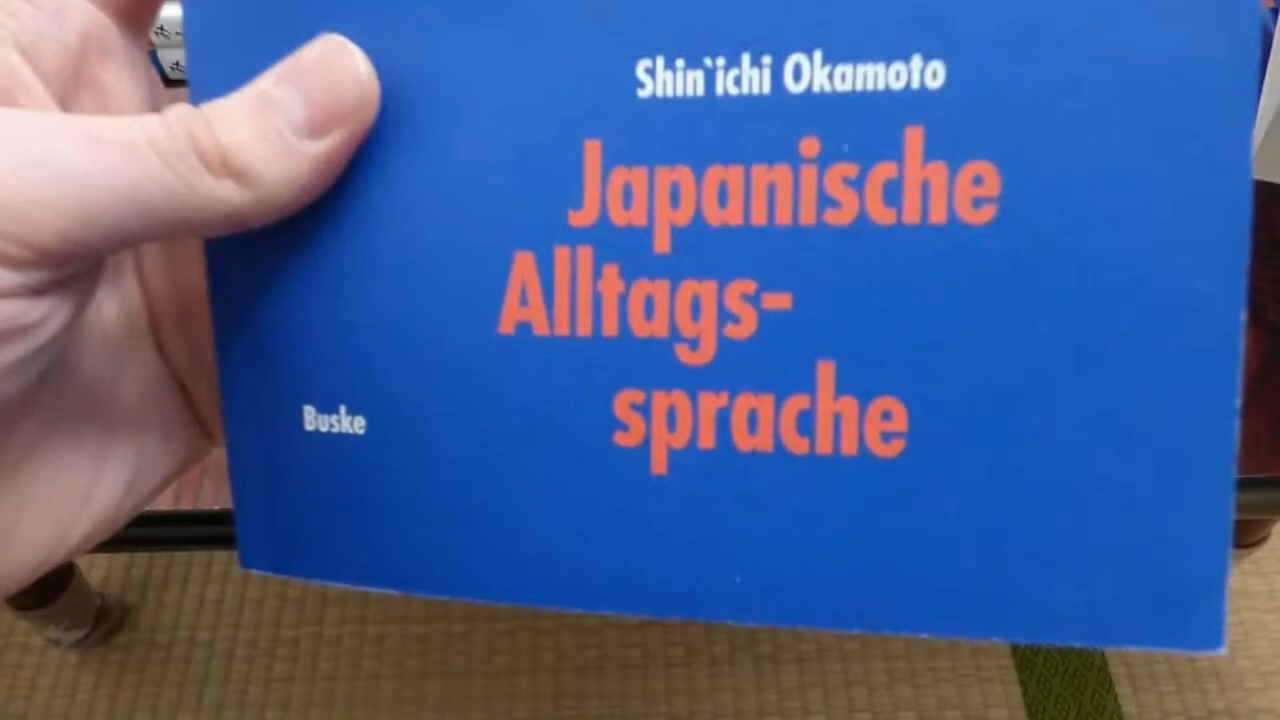 Shin`ichi Okamoto
Japanische
Alltags-
sprache
Buske